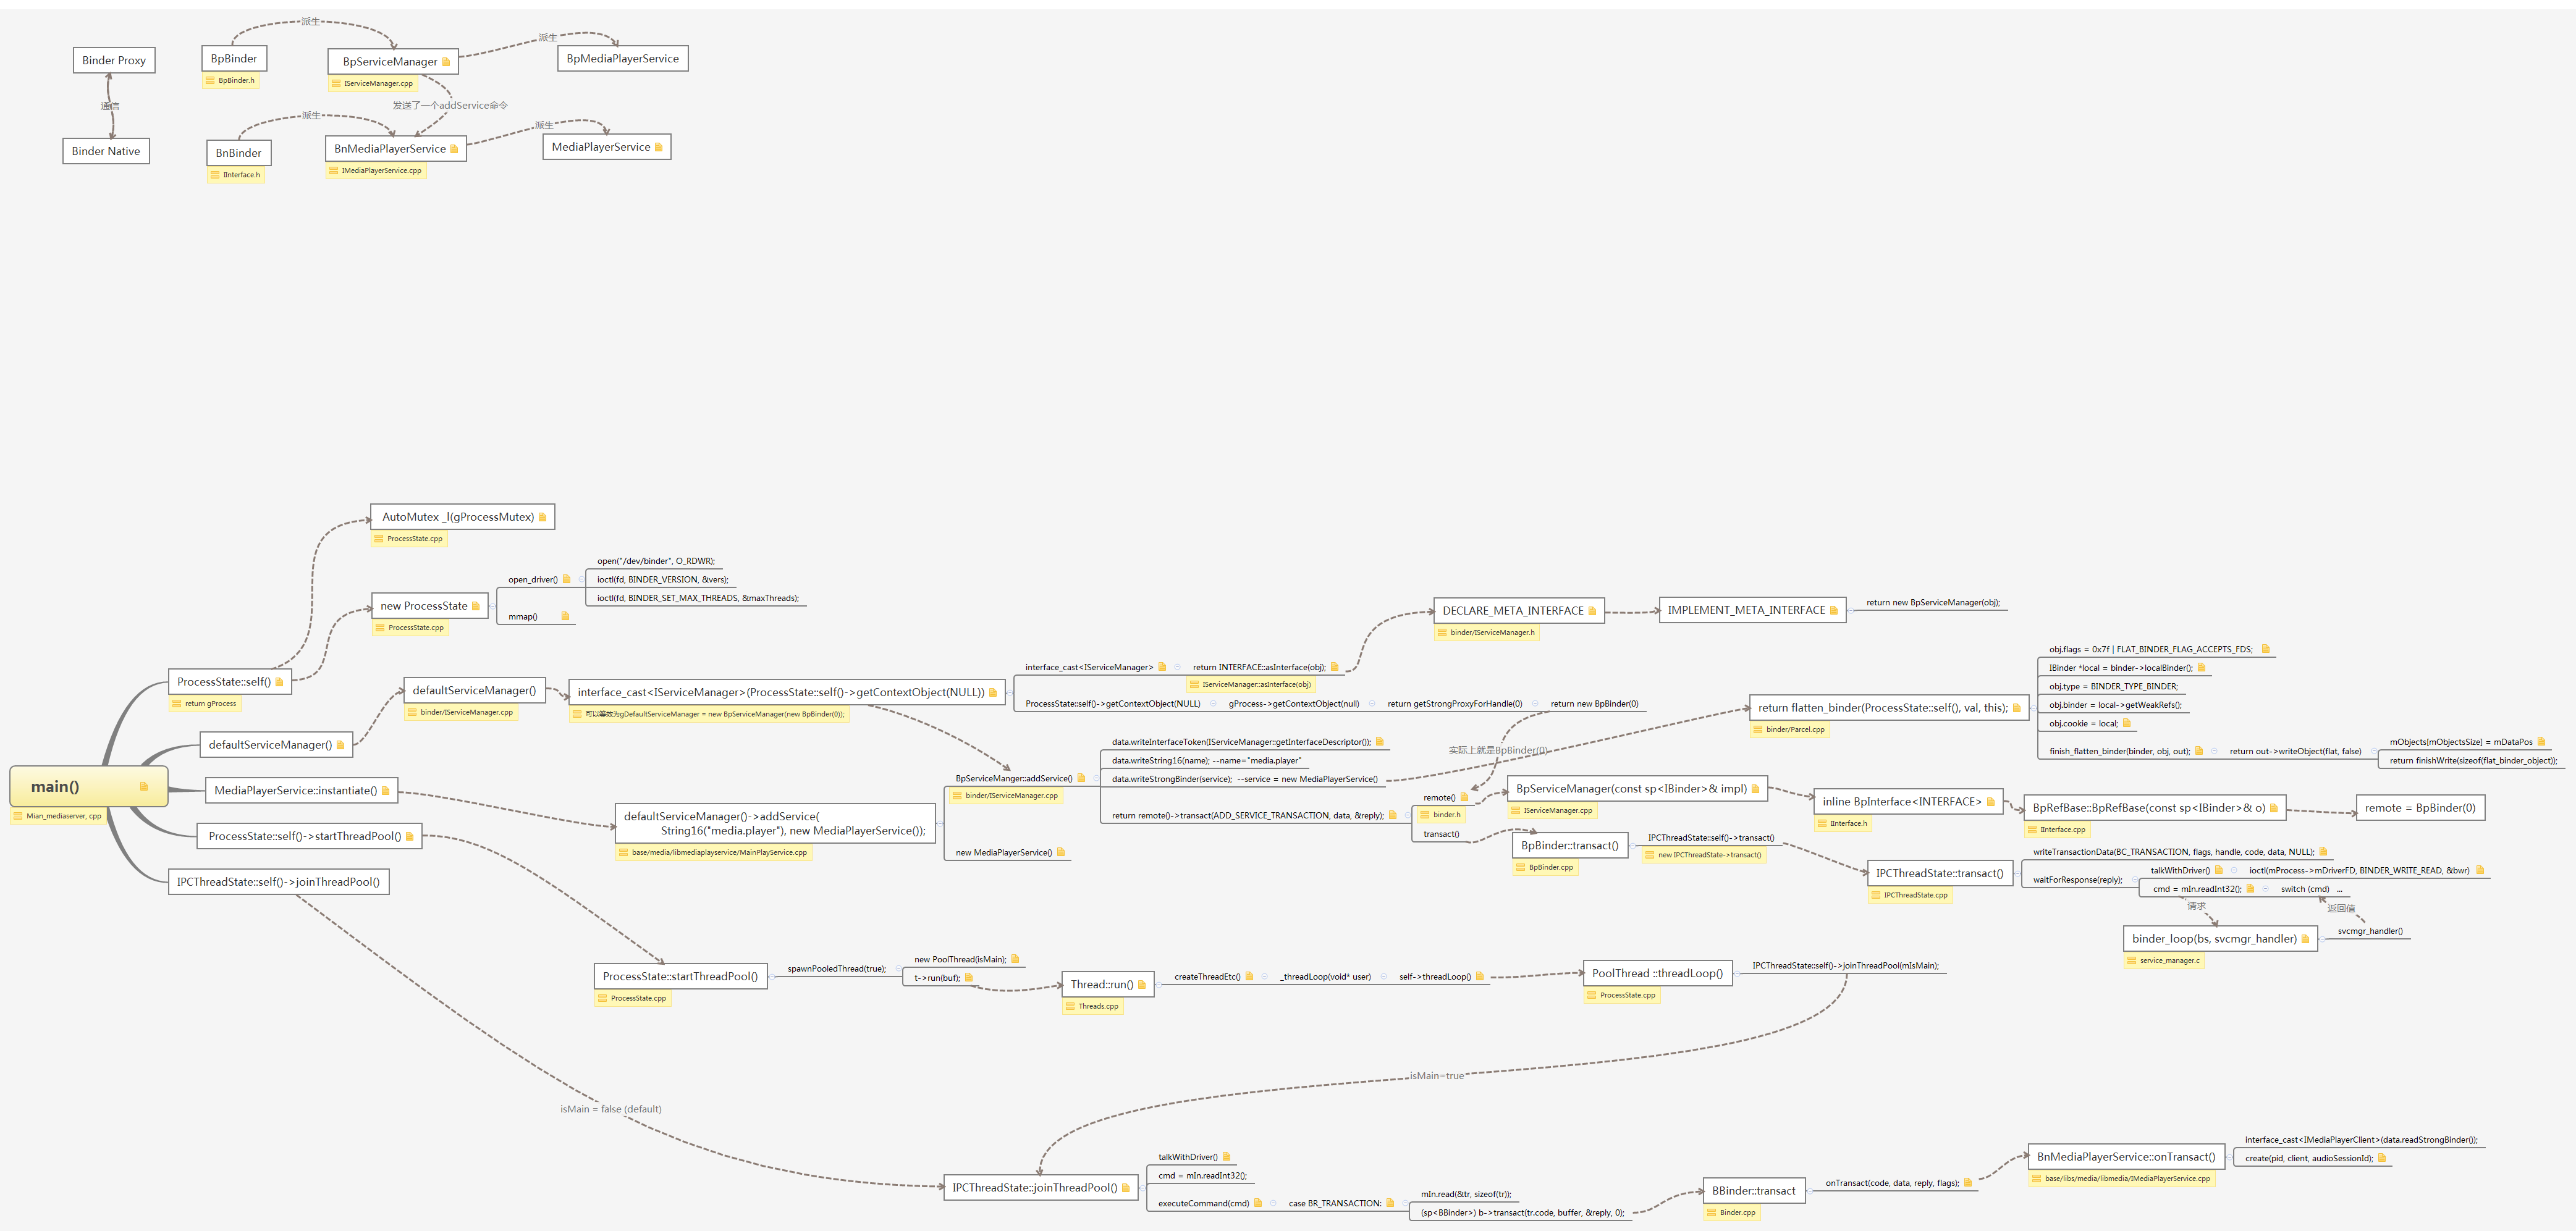 派生
派生
Binder Proxy
BpBinder
BpBinder.h
BpServiceManager
IServiceManager.cpp
BpMediaPlayerService
通信
发送了一个addService命令
派生
派生
Binder Native
BnBinder
IInterface.h
BnMediaPlayerService
IMediaPlayerService.cpp
MediaPlayerService
AutoMutex _l(gProcessMutex)
ProcessState.cpp
new ProcessState
ProcessState.cpp
open_driver()
open("/dev/binder", O_RDWR);
ioctl(fd, BINDER_VERSION, &vers);
ioctl(fd, BINDER_SET_MAX_THREADS, &maxThreads);
mmap()
main()
Mian_mediaserver, cpp
ProcessState::self()
return gProcess
defaultServiceManager()
MediaPlayerService::instantiate()
ProcessState::self()->startThreadPool()
IPCThreadState::self()->joinThreadPool()
defaultServiceManager()
binder/IServiceManager.cpp
interface_cast<IServiceManager>(ProcessState::self()->getContextObject(NULL))
可以等效为gDefaultServiceManager = new BpServiceManager(new BpBinder(0));
interface_cast<IServiceManager>
return INTERFACE::asInterface(obj);
IServiceManager::asInterface(obj)
DECLARE_META_INTERFACE
binder/IServiceManager.h
IMPLEMENT_META_INTERFACE
return new BpServiceManager(obj);
ProcessState::self()->getContextObject(NULL)
gProcess->getContextObject(null)
return getStrongProxyForHandle(0)
return new BpBinder(0)
实际上就是BpBinder(0)
defaultServiceManager()->addService(
String16("media.player"), new MediaPlayerService());
base/media/libmediaplayservice/MainPlayService.cpp
BpServiceManger::addService()
binder/IServiceManager.cpp
new MediaPlayerService()
data.writeInterfaceToken(IServiceManager::getInterfaceDescriptor());
data.writeString16(name); --name="media.player"
data.writeStrongBinder(service); --service = new MediaPlayerService()
return remote()->transact(ADD_SERVICE_TRANSACTION, data, &reply);
return flatten_binder(ProcessState::self(), val, this);
binder/Parcel.cpp
obj.flags = 0x7f | FLAT_BINDER_FLAG_ACCEPTS_FDS;
IBinder *local = binder->localBinder();
obj.type = BINDER_TYPE_BINDER;
obj.binder = local->getWeakRefs();
obj.cookie = local;
finish_flatten_binder(binder, obj, out);
return out->writeObject(flat, false)
mObjects[mObjectsSize] = mDataPos
return finishWrite(sizeof(flat_binder_object));
remote()
binder.h
transact()
BpServiceManager(const sp<IBinder>& impl)
IServiceManager.cpp
inline BpInterface<INTERFACE>
IInterface.h
BpRefBase::BpRefBase(const sp<IBinder>& o)
IInterface.cpp
remote = BpBinder(0)
BpBinder::transact()
BpBinder.cpp
IPCThreadState::self()->transact()
new IPCThreadState->transact()
IPCThreadState::transact()
IPCThreadState.cpp
writeTransactionData(BC_TRANSACTION, flags, handle, code, data, NULL);
waitForResponse(reply);
talkWithDriver()
ioctl(mProcess->mDriverFD, BINDER_WRITE_READ, &bwr)
cmd = mIn.readInt32();
switch (cmd) ...
请求
返回值
binder_loop(bs, svcmgr_handler)
service_manager.c
svcmgr_handler()
ProcessState::startThreadPool()
ProcessState.cpp
spawnPooledThread(true);
new PoolThread(isMain);
t->run(buf);
Thread::run()
Threads.cpp
createThreadEtc()
_threadLoop(void* user)
self->threadLoop()
PoolThread ::threadLoop()
ProcessState.cpp
IPCThreadState::self()->joinThreadPool(mIsMain);
isMain=true
isMain = false (default)
IPCThreadState::joinThreadPool()
talkWithDriver()
cmd = mIn.readInt32();
executeCommand(cmd)
case BR_TRANSACTION:
mIn.read(&tr, sizeof(tr));
(sp<BBinder>) b->transact(tr.code, buffer, &reply, 0);
BBinder::transact
Binder.cpp
onTransact(code, data, reply, flags);
BnMediaPlayerService::onTransact()
base/libs/media/libmedia/IMediaPlayerService.cpp
interface_cast<IMediaPlayerClient>(data.readStrongBinder());
create(pid, client, audioSessionId);